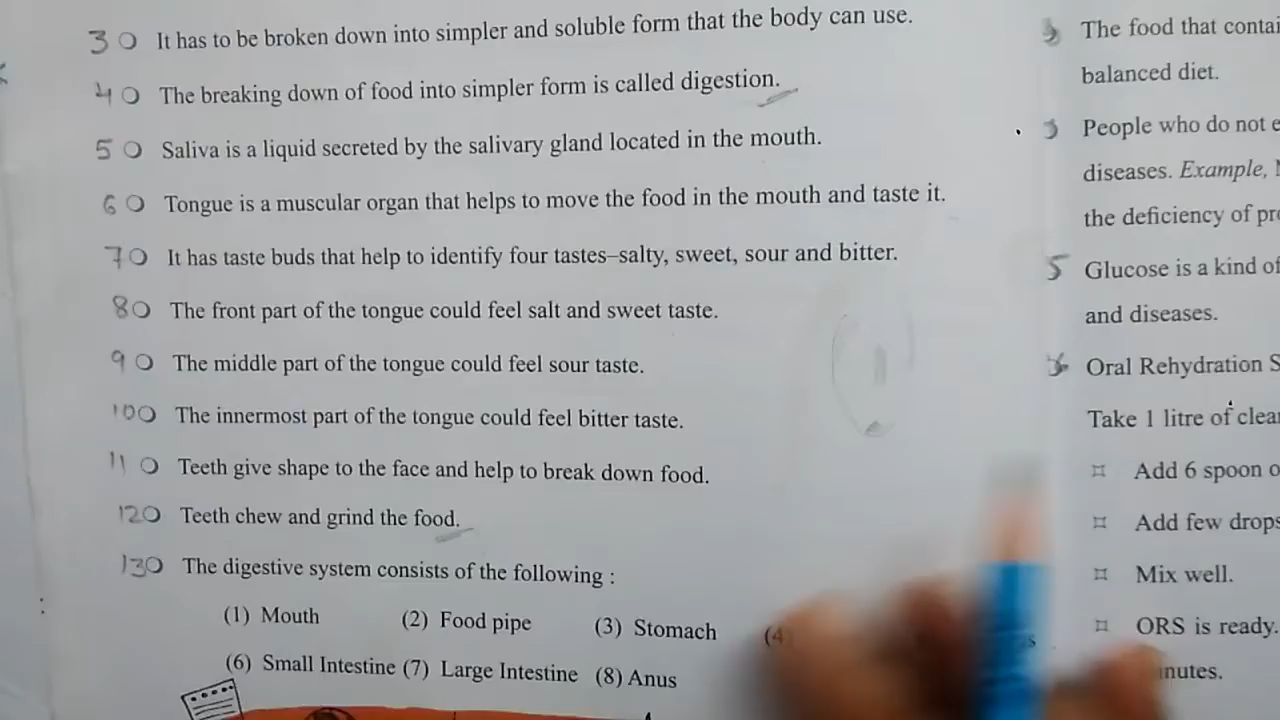 3 It has to be broken down into simpler and soluble form that the body can use.
4 The breaking down of food into simpler form is called digestion.
5 Saliva is a liquid secreted by the salivary gland located in the mouth.
6 Tongue is a muscular organ that helps to move the food in the mouth and taste it.
7 It has taste buds that help to identify four tastes–salty, sweet, sour and bitter.
8 The front part of the tongue could feel salt and sweet taste.
9 The middle part of the tongue could feel sour taste.
10 The innermost part of the tongue could feel bitter taste.
11 Teeth give shape to the face and help to break down food.
12 Teeth chew and grind the food.
13 The digestive system consists of the following :
(1) Mouth (2) Food pipe (3) Stomach (4)
(6) Small Intestine (7) Large Intestine (8) Anus
The food that
balanced diet.
People who do not
diseases. Example,
the deficiency of
5 Glucose is a kind of
and diseases.
Oral Rehydration
Take 1 litre of
Add 6 spoon
Add few drops
Mix well.
ORS is ready.